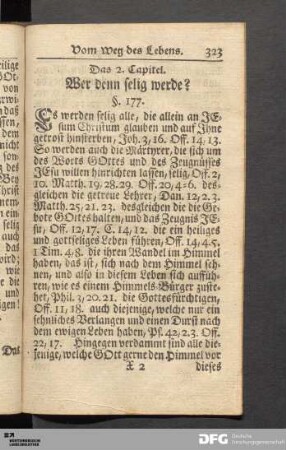 Vom Weg des Lebens. 323
Das 2. Capitel.
Wer denn selig werde?
§. 177.
Es werden selig alle, die allein an JE-
sum Christum glauben und auf Ihne
getrost hinsterben, Joh. 3, 16. Off. 14, 13.
So werden auch die Märtyrer, die sich um
des Worts GOttes und des Zeugnisses
JEsu willen hinrichten lassen, selig, Off. 2,
10. Matth. 19. 28. 29. Off. 20, 4=6. des-
gleichen die getreue Lehrer, Dan. 12, 2. 3.
Matth. 25, 21. 23. desgleichen die die Ge-
bote GOttes halten, und das Zeugnis JE-
su, Off. 12, 17. C. 14, 12. die ein heiliges
und gottseliges Leben führen, Off. 14, 4. 5.
1 Tim. 4, 8. die ihren Wandel im Himmel
haben, das ist, sich nach dem Himmel seh-
nen, und also in diesem Leben sich auffüh-
ren, wie es einem Himmels-Bürger zuste-
het, Phil. 3, 20. 21. die Gottesfürchtigen,
Off. 11, 18. auch diejenige, welche nur ein
sehnliches Verlangen und einen Durst nach
dem ewigen Leben haben, Ps. 42, 2. 3. Off.
22, 17. Hingegen verdammt sind alle die-
jenige, welche GOtt gerne den Himmel vor
X 2 dieses
Das
DFG Deutsche
Forschungsgemeinschaft